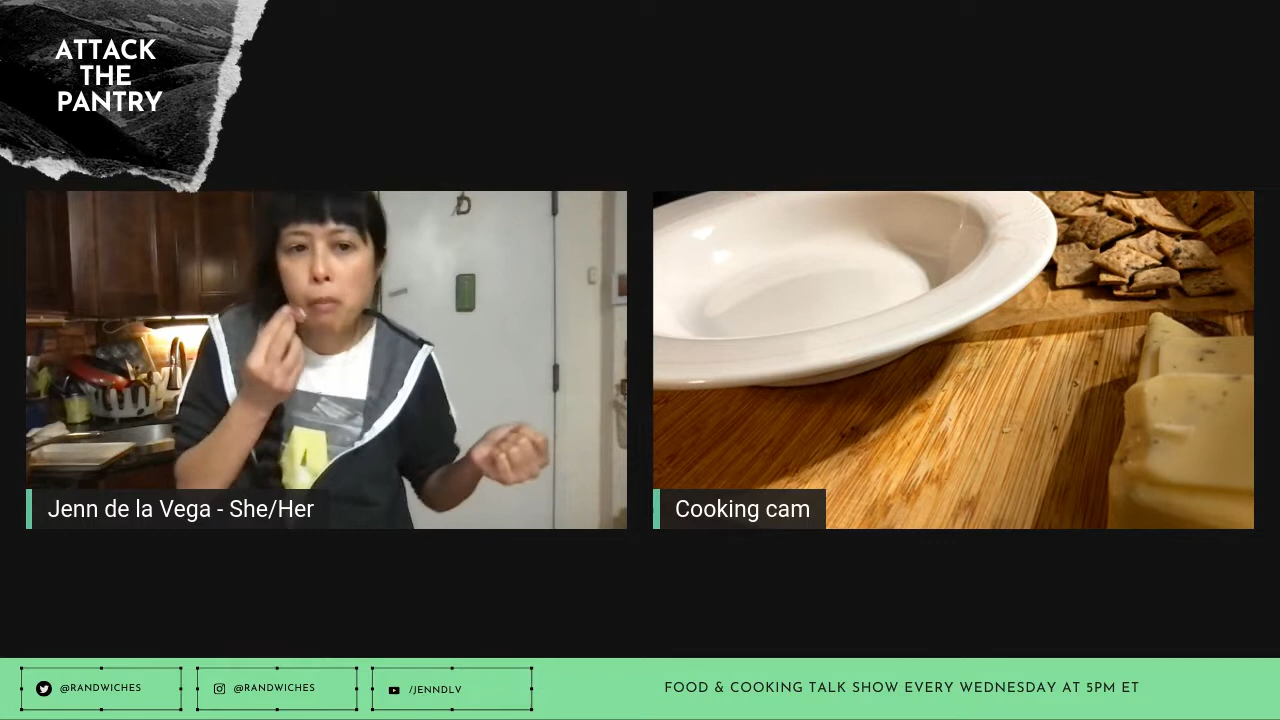 ATTACK
THE
PANTRY
D
Jenn de la Vega - She/Her
Cooking cam
@RANDWICHES
@RANDWICHES
/JENNDLV
FOOD & COOKING TALK SHOW EVERY WEDNESDAY AT 5PM ET